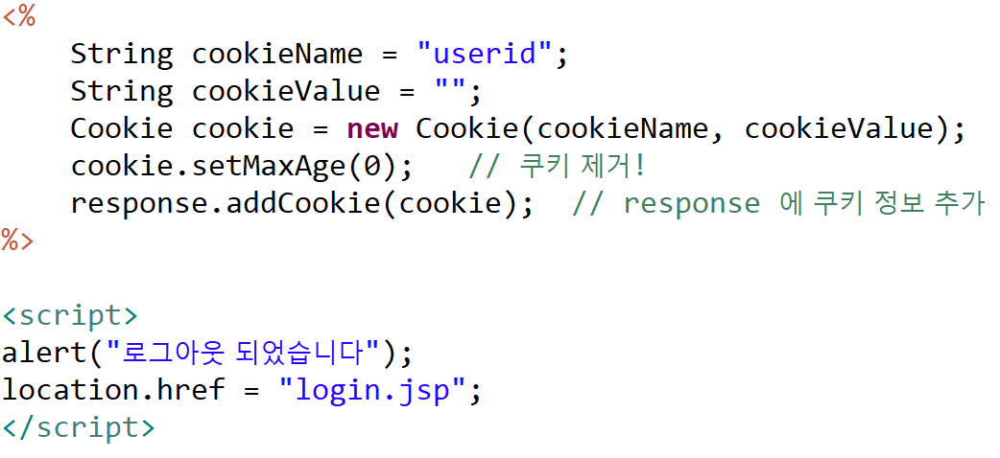 <%
    String cookieName = "userid";
    String cookieValue = "";
    Cookie cookie = new Cookie(cookieName, cookieValue);
    cookie.setMaxAge(0);   // 쿠키 제거!
    response.addCookie(cookie);  // response 에 쿠키 정보 추가
%>
<script>
alert("로그아웃 되었습니다");
location.href = "login.jsp";
</script>